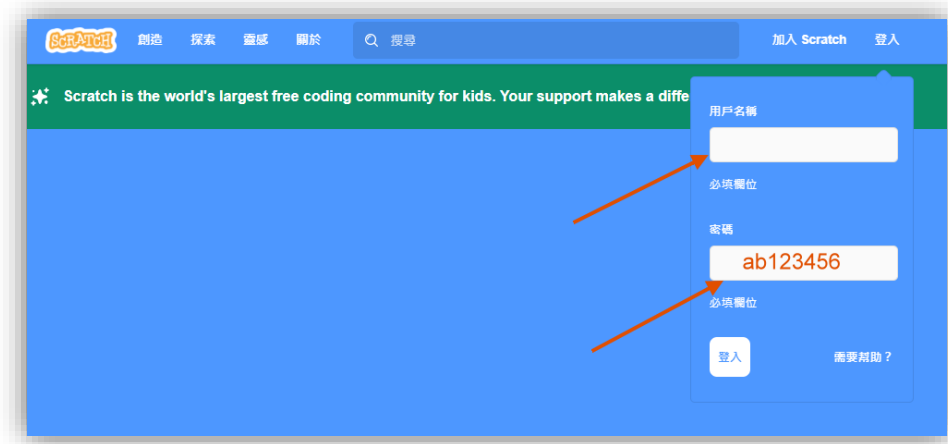 SCRATCH 創造 探索 靈感 關於 搜尋 加入 Scratch 登入
Scratch is the world's largest free coding community for kids. Your support makes a diffe
用戶名稱
必填欄位
密碼
ab123456
必填欄位
登入 需要幫助？